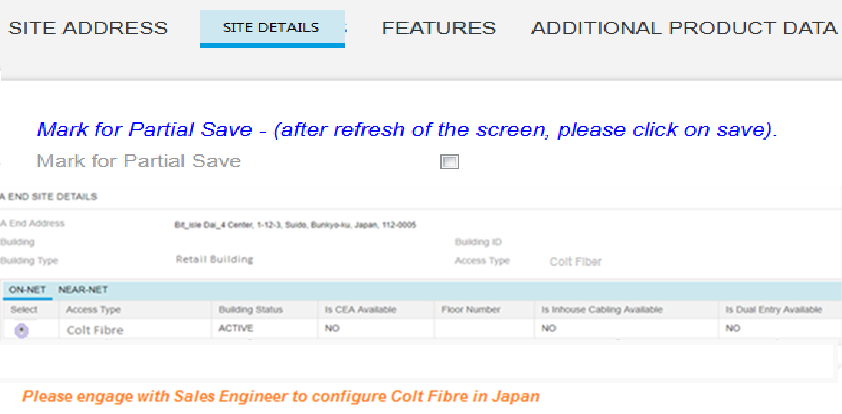 SITE ADDRESS SITE DETAILS FEATURES ADDITIONAL PRODUCT DATA
Mark for Partial Save - (after refresh of the screen, please click on save).
Mark for Partial Save
A END SITE DETAILS
A End Address Bit_isle Dai_4 Center, 1-12-3, Suido, Bunkyo-ku, Japan, 112-0005
Building Building ID
Building Type Retail Building Access Type Colt Fiber
ON-NET NEAR-NET
Select Access Type Building Status Is CEA Available Floor Number Is Inhouse Cabling Available Is Dual Entry Available
Colt Fibre ACTIVE NO NO NO
Please engage with Sales Engineer to configure Colt Fibre in Japan